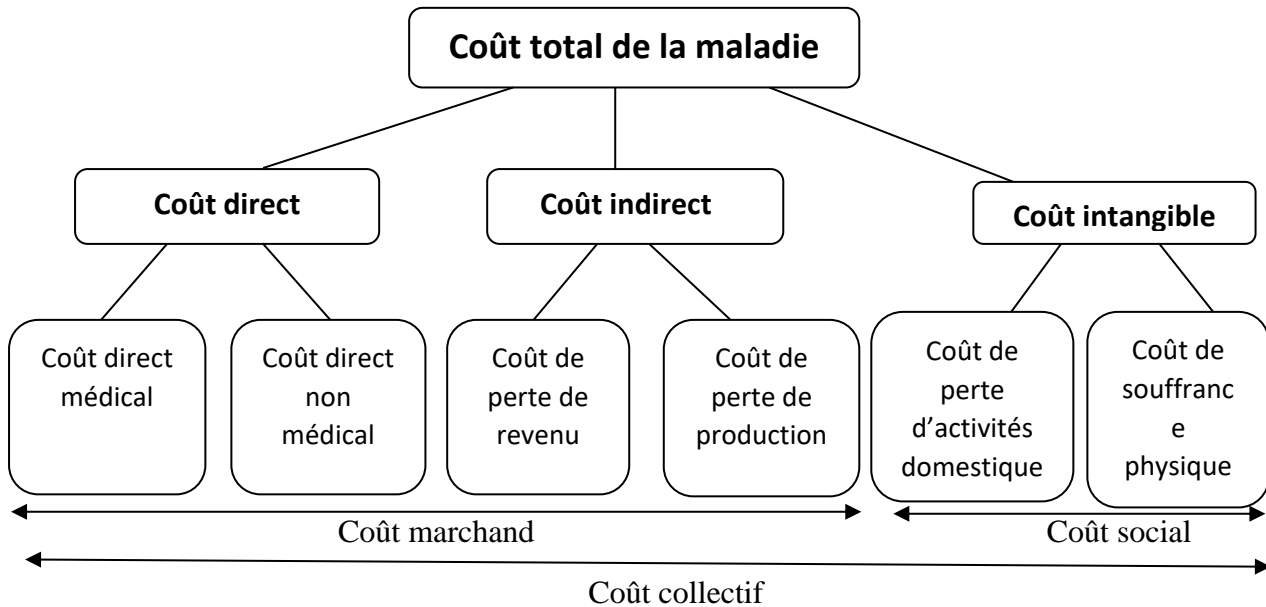 Coût total de la maladie
Coût direct
Coût indirect
Coût intangible
Coût direct
médical
Coût direct
non
médical
Coût de
perte de
revenu
Coût de
perte de
production
Coût de
perte
d’activités
domestique
Coût de
souffranc
e
physique
Coût marchand
Coût social
Coût collectif